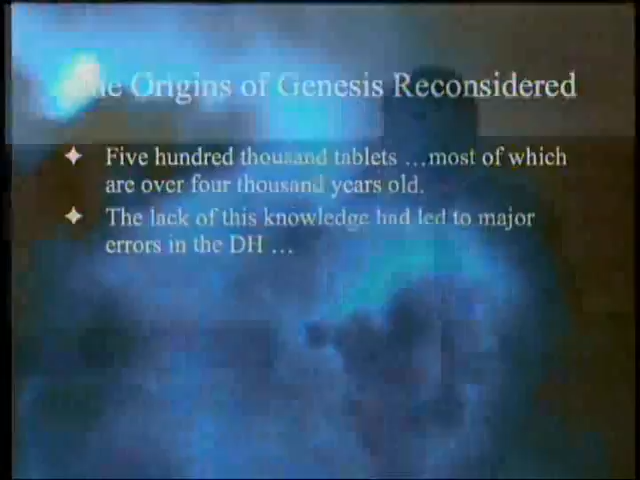 The Origins of Genesis Reconsidered
Five hundred thousand tablets …most of which
are over four thousand years old.
The lack of this knowledge had led to major
errors in the DH …